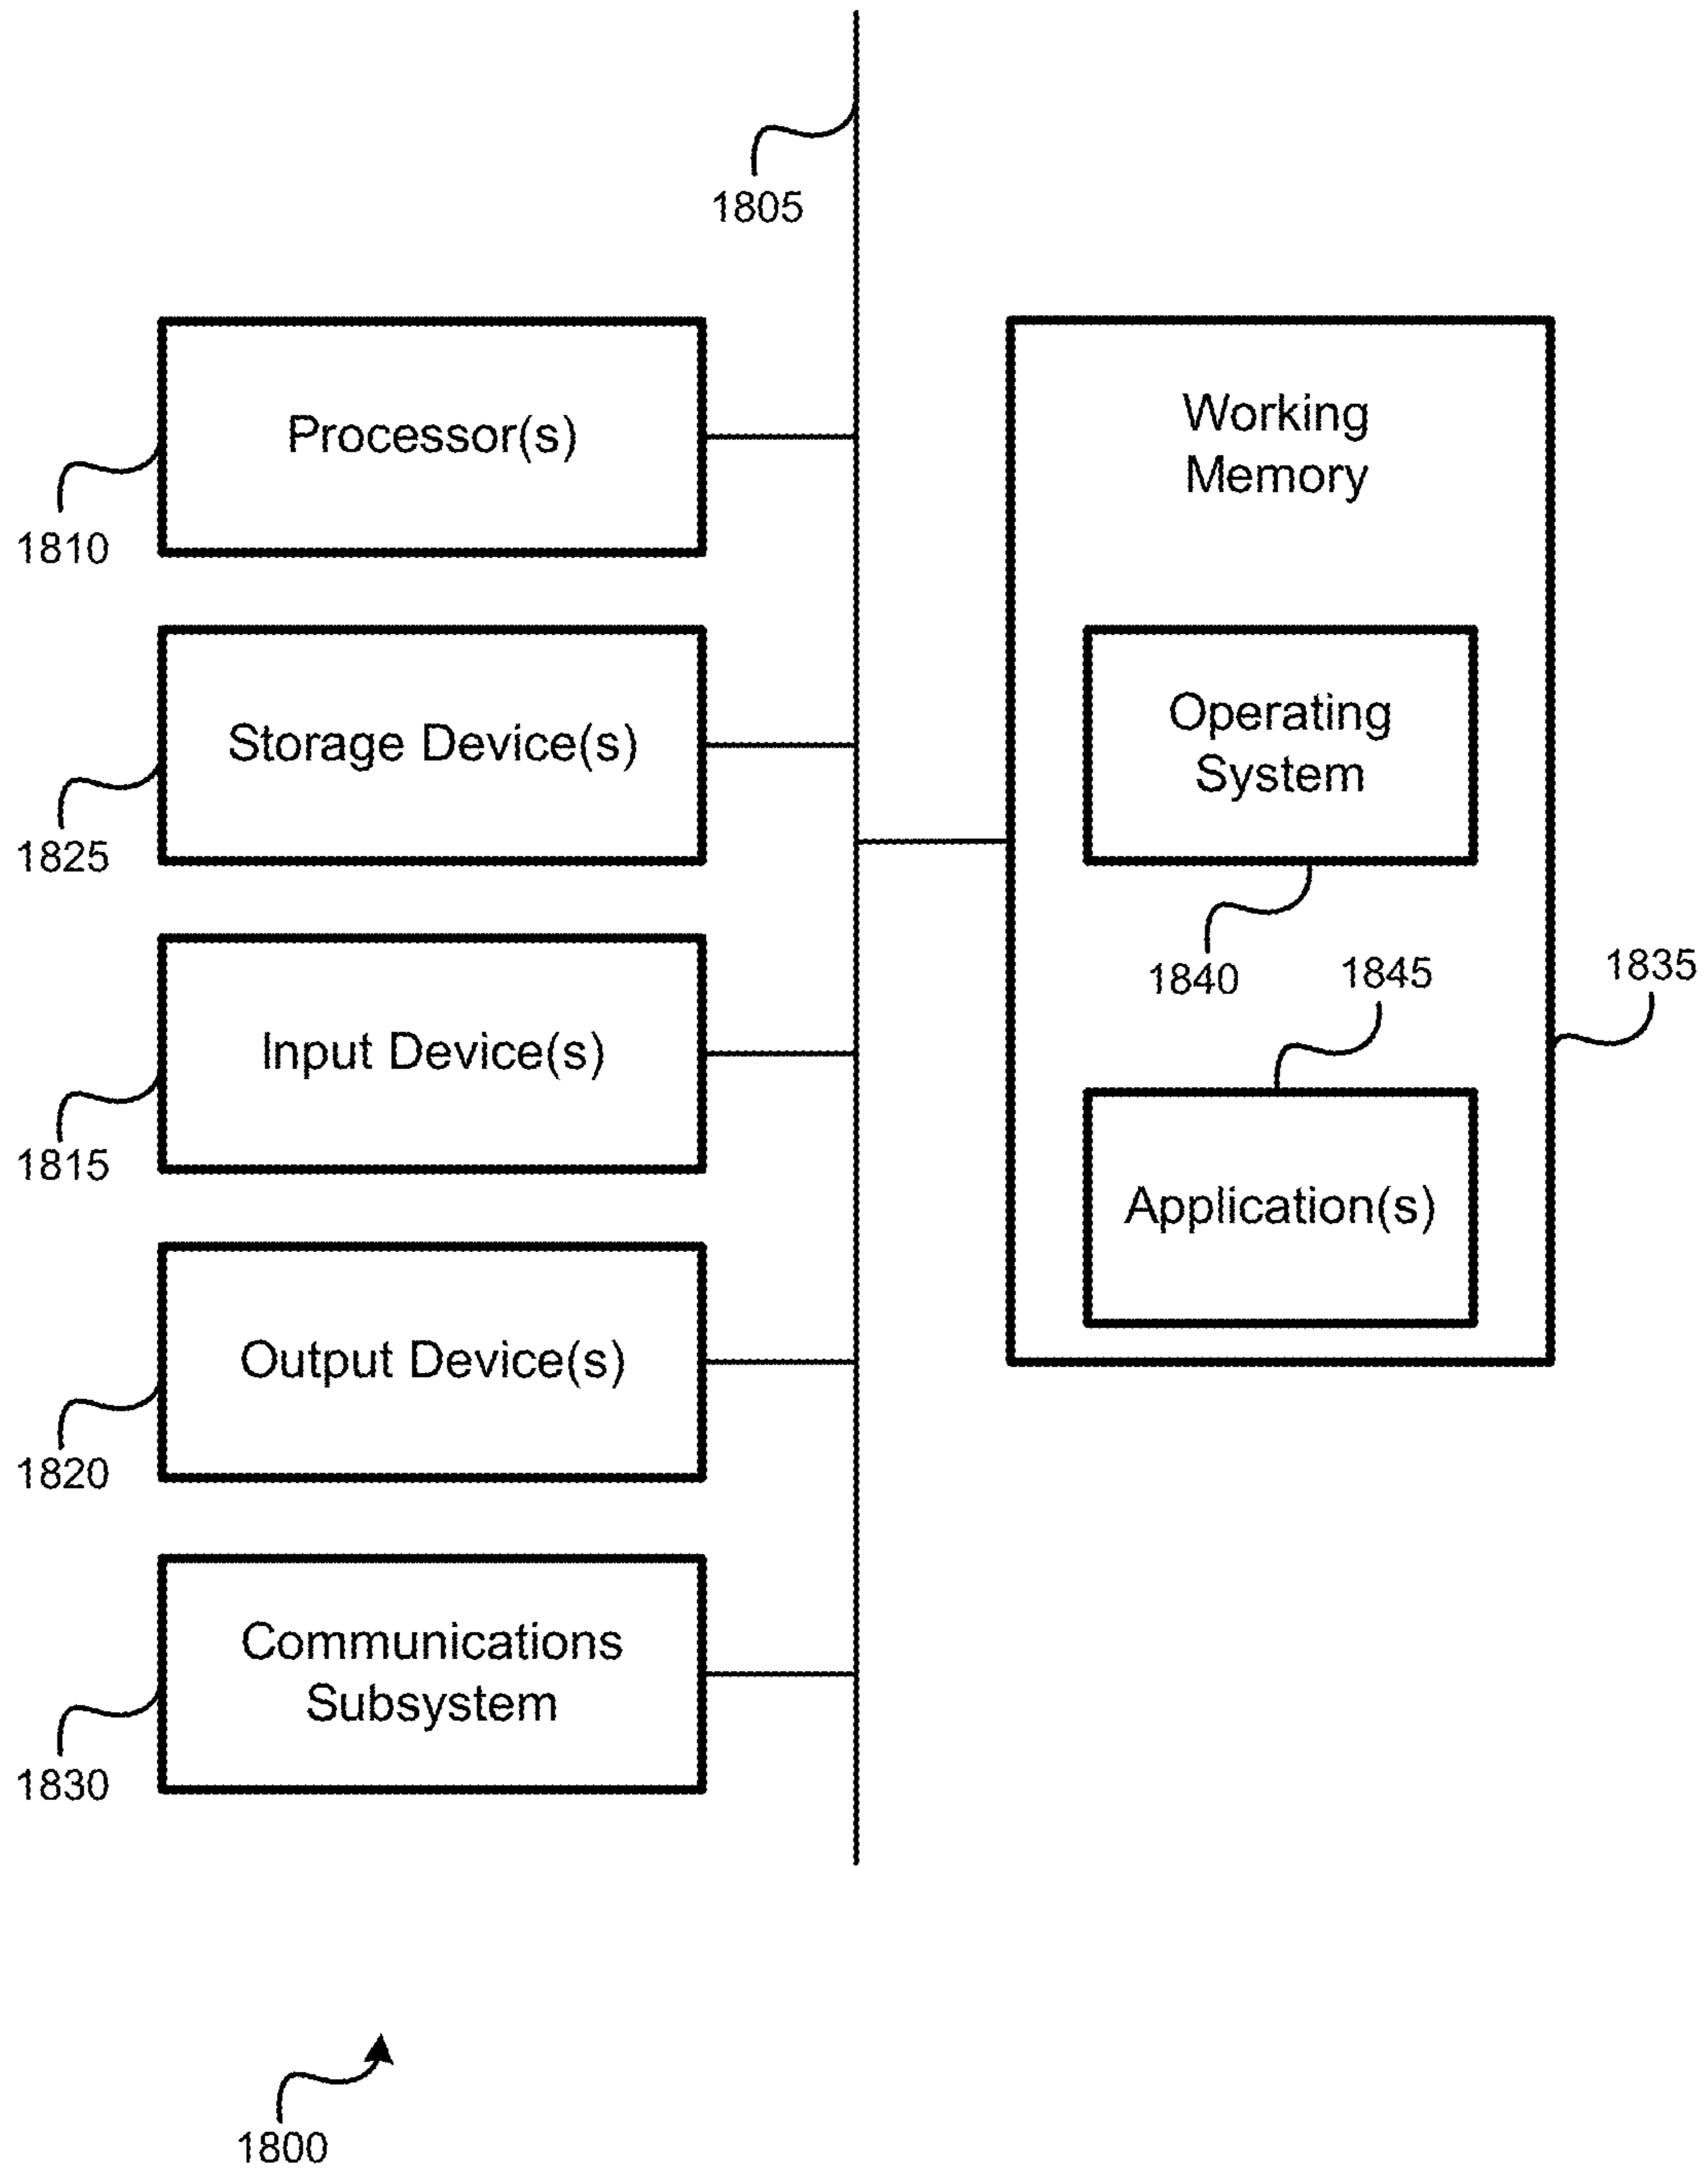 1805
Processor(s)
1810
Storage Device(s)
1825
Input Device(s)
1815
Output Device(s)
1820
Communications
Subsystem
1830
Working
Memory
Operating
System
1840
1845
1835
Application(s)
1800